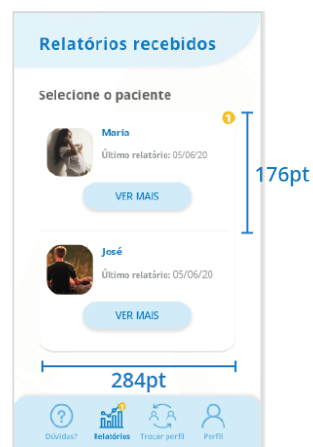 Relatórios recebidos
Selecione o paciente
1
Maria
Último relatório: 05/06/20
176pt
VER MAIS
José
Último relatório: 05/06/20
VER MAIS
284pt
?
1
Dúvidas? Relatórios Trocar perfil Perfil